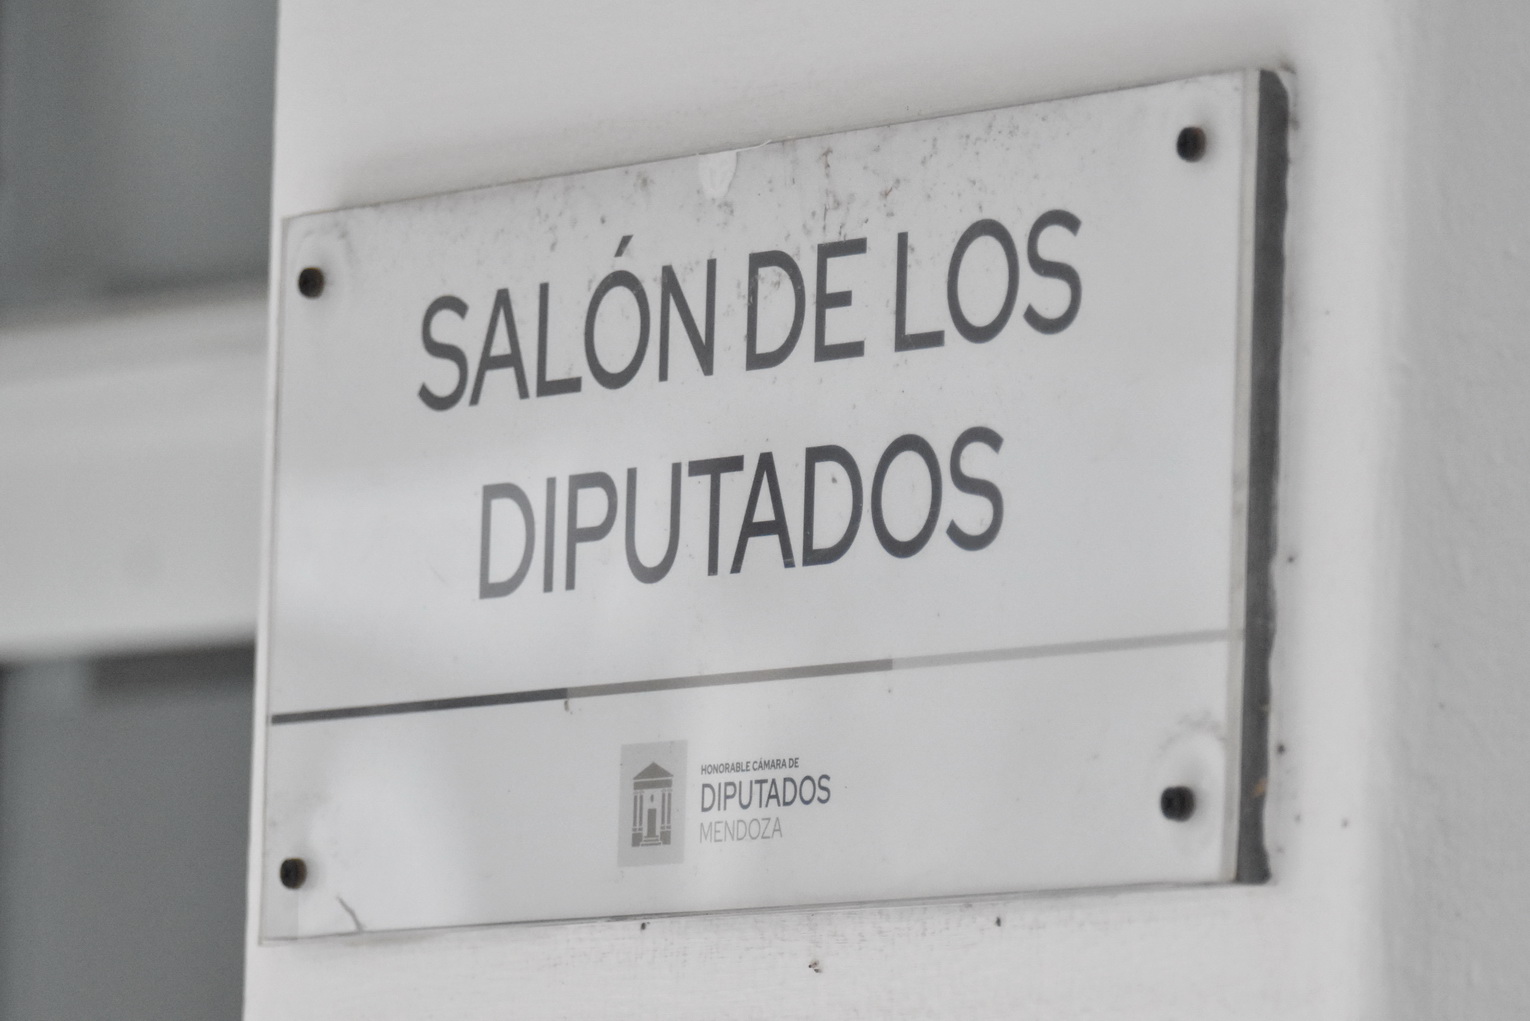 SALÓN DE LOS
DIPUTADOS
HONORABLE CÁMARA DE
DIPUTADOS
MENDOZA